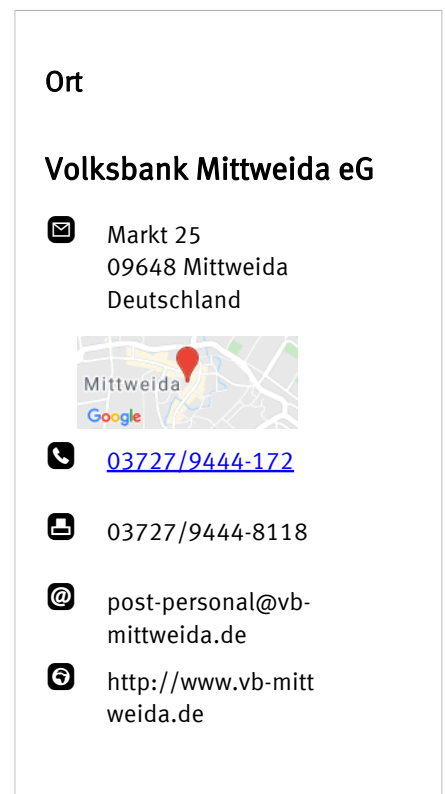 Ort
Volksbank Mittweida eG
Markt 25
09648 Mittweida
Deutschland
Mittweida
Google
03727/9444-172
03727/9444-8118
@
post-personal@vb-
mittweida.de
http://www.vb-mitt
weida.de